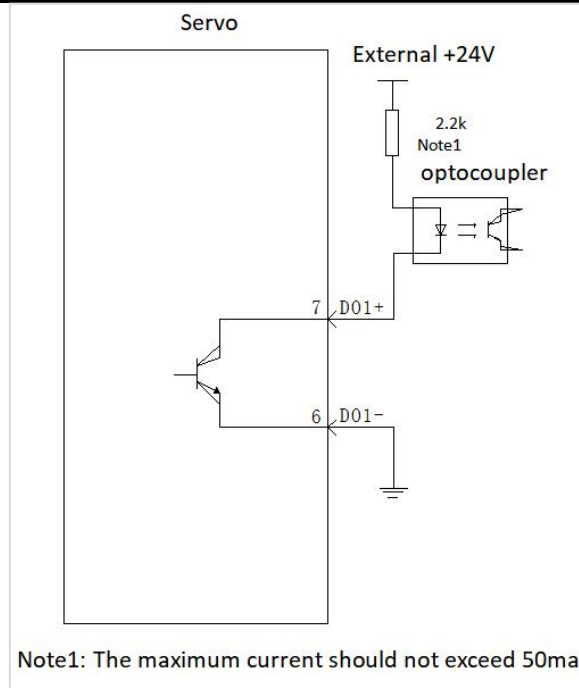 Servo
External +24V
2.2k
Note1
optocoupler
7 DO1+
6 DO1-
Note1: The maximum current should not exceed 50ma